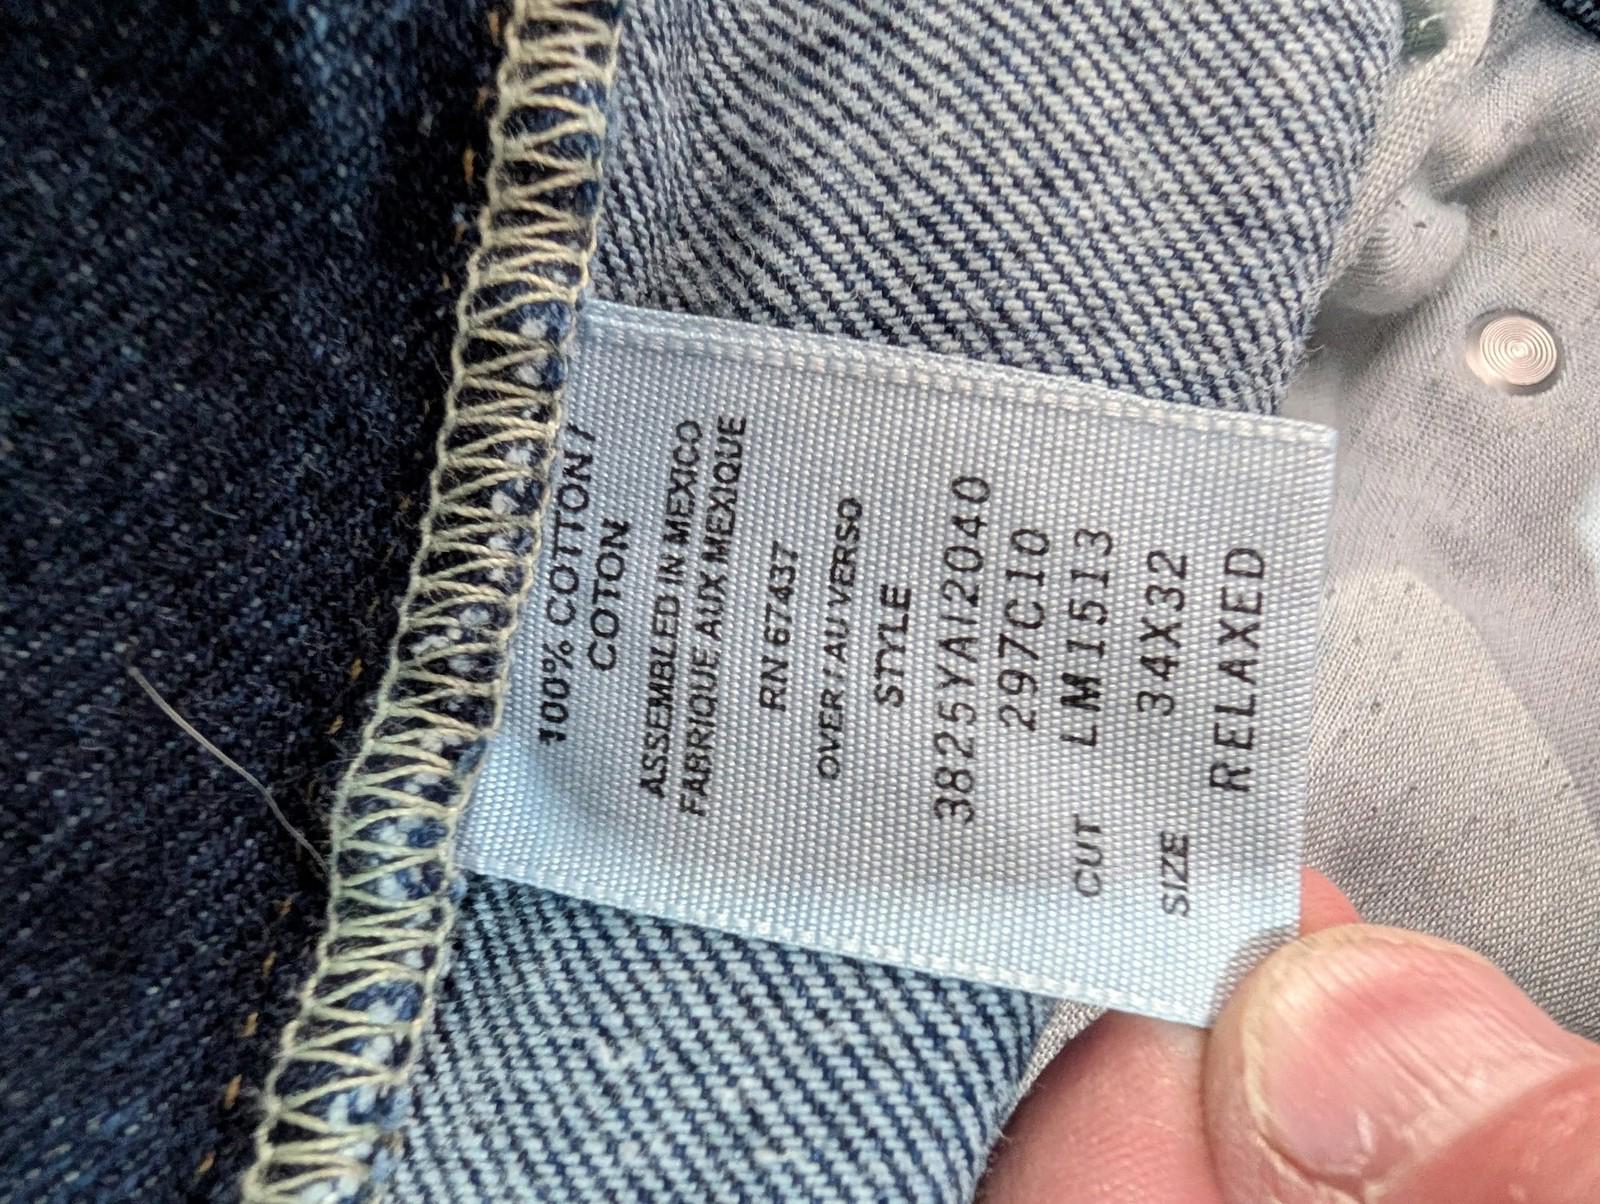 100% COTTON /
COTON
ASSEMBLED IN MEXICO
FABRIQUE AUX MEXIQUE
RN 67437
OVER / AU VERSO
STYLE
3825YAI2040
297C10
CUT LM1513
SIZE 34X32
RELAXED